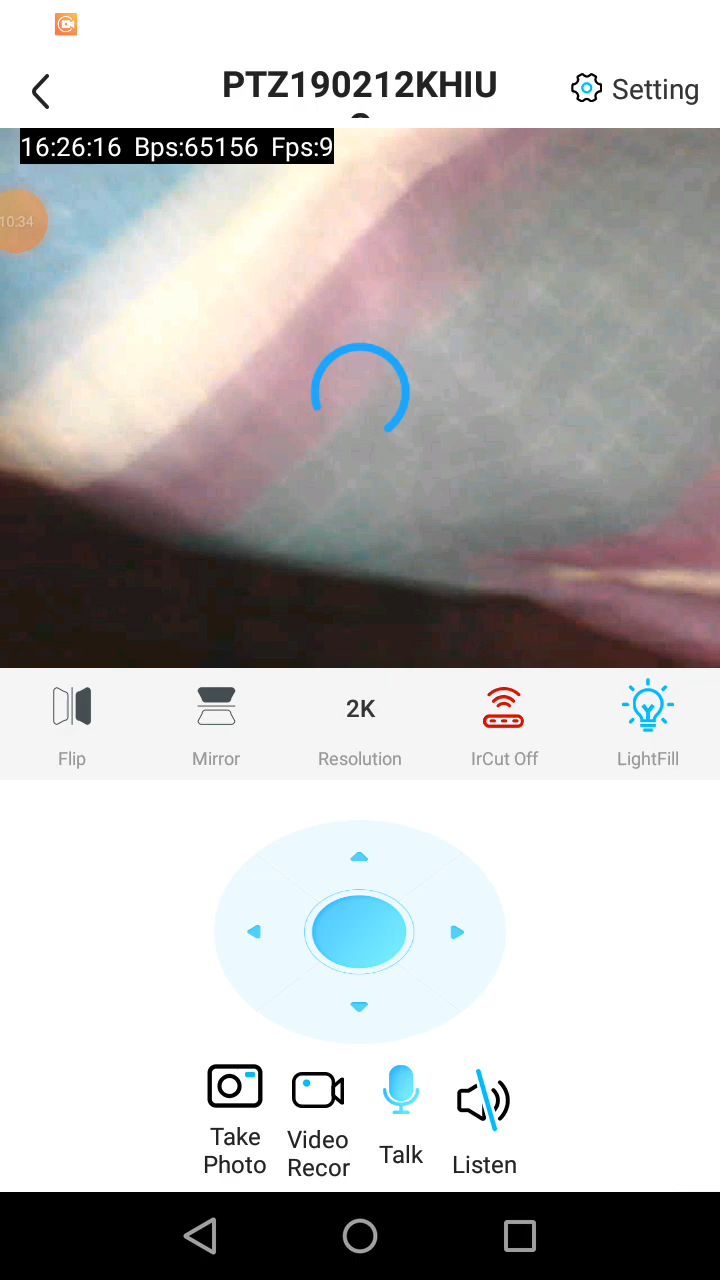 PTZ190212KHIU
Setting
16:26:16 Bps:65156 Fps:9
10:34
2K
Flip
Mirror
Resolution
IrCut Off
LightFill
Take
Photo
Video
Recor
Talk
Listen